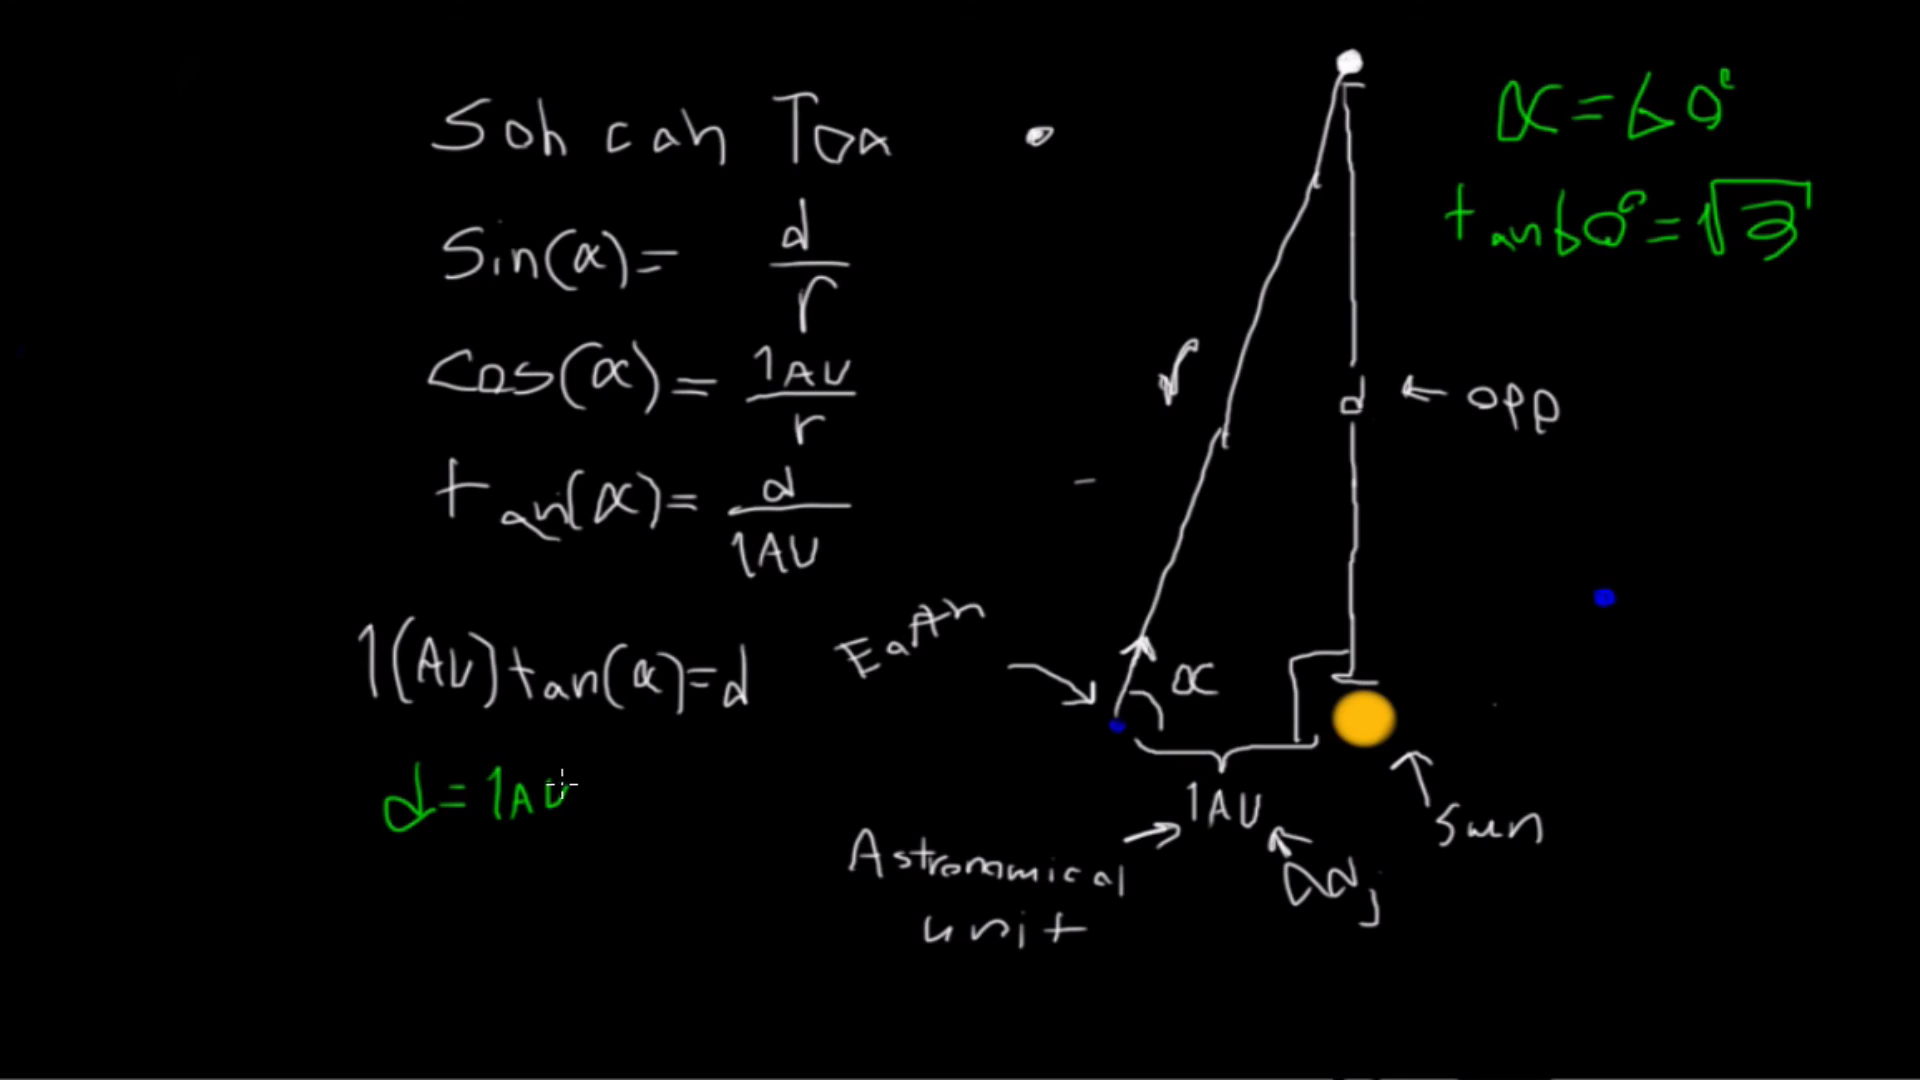 Soh cah Toa
Sin(α)= d/r
Cos(α)= 1AU/r
tan(α)= d/1AU
1(AU)tan(α)=d
d=1AU
r
d ← opp
Earth
α
1AU
Astronomical
unit
Adj
Sun
α=60°
tan60°=√3